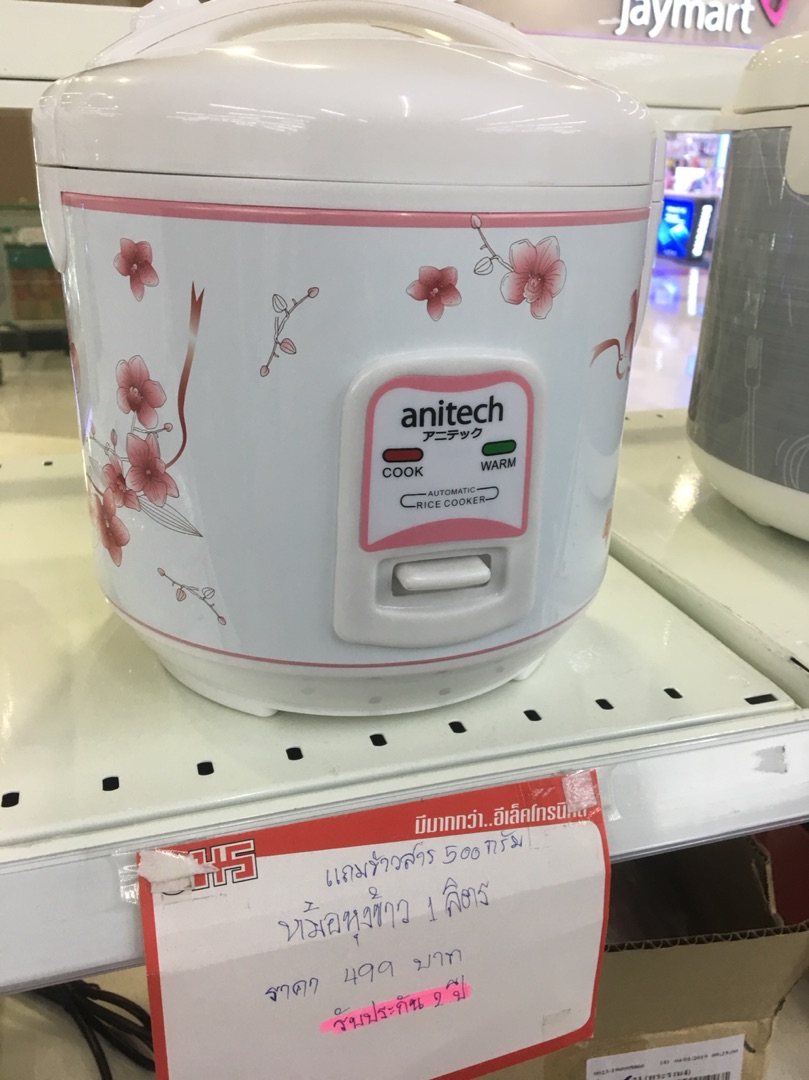 jaymart
anitech
アニテック
COOK
WARM
AUTOMATIC
RICE COOKER
มีมากกว่า..อีเล็คโทรนิคส์
แถมข้าวสาร 500 กรัม
หม้อหุงข้าว 1 ลิตร
ราคา 499 บาท
รับประกัน 2 ปี